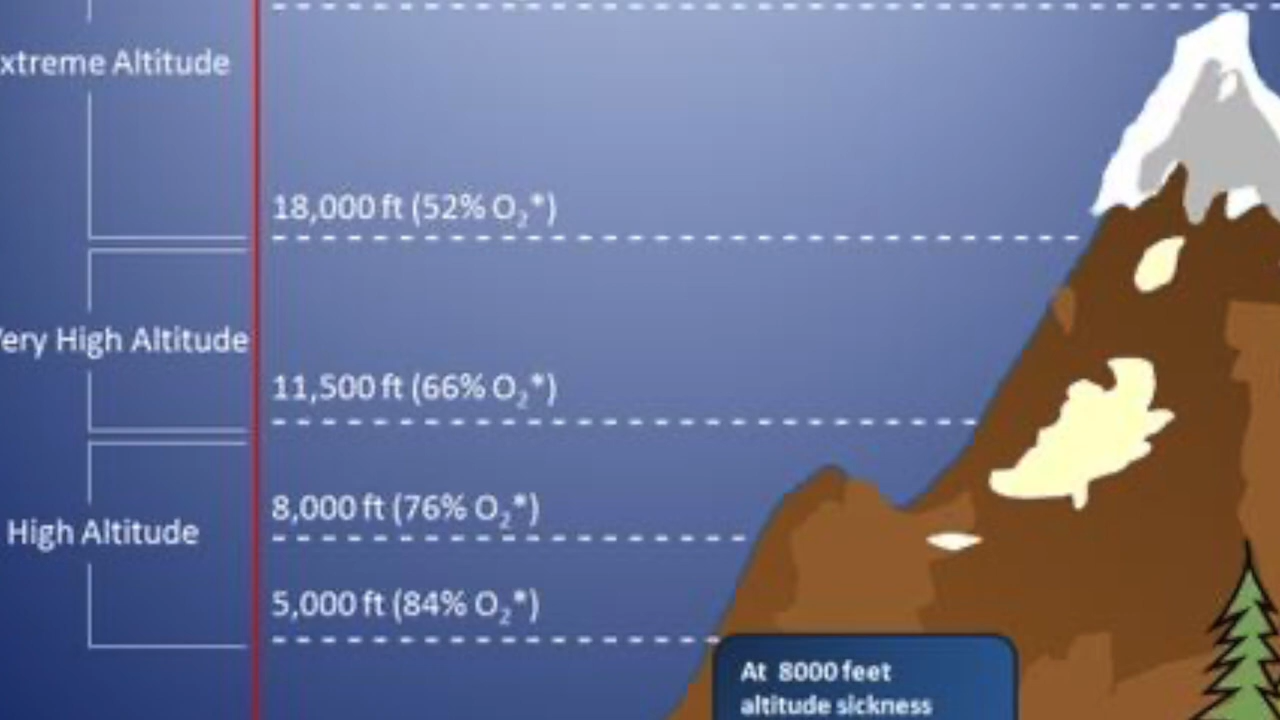 xtreme Altitude
18,000 ft (52% O₂*)
ery High Altitude
11,500 ft (66% O₂*)
8,000 ft (76% O₂*)
High Altitude
5,000 ft (84% O₂*)
At 8000 feet
altitude sickness